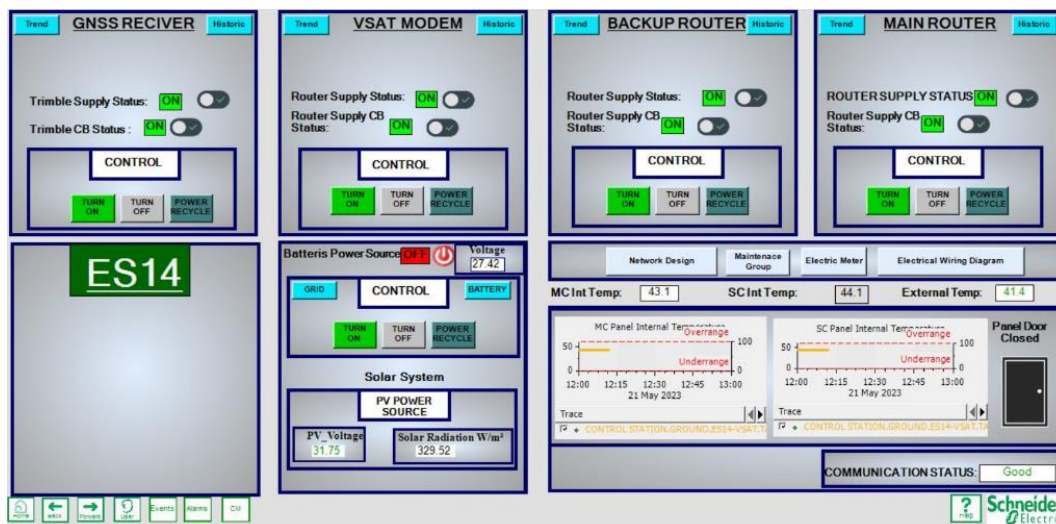 Trend GNSS RECIVER Historic
Trimble Supply Status: ON
Trimble CB Status : ON
CONTROL
TURN ON
TURN OFF
POWER RECYCLE
Trend VSAT MODEM Historic
Router Supply Status: ON
Router Supply CB
Status: ON
CONTROL
TURN ON
TURN OFF
POWER RECYCLE
Trend BACKUP ROUTER Historic
Router Supply Status: ON
Router Supply CB
Status: ON
CONTROL
TURN ON
TURN OFF
POWER RECYCLE
Trend MAIN ROUTER Historic
ROUTER SUPPLY STATUS ON
Router Supply CB
Status: ON
CONTROL
TURN ON
TURN OFF
POWER RECYCLE
ES14
Batteris Power Source OFF
Voltage
27.42
GRID CONTROL BATTERY
TURN ON
TURN OFF
POWER RECYCLE
Solar System
PV POWER
SOURCE
PV_Voltage
31.75
Solar Radiation W/m²
329.52
Network Design
Maintenace
Group
Electric Meter
Electrical Wiring Diagram
MC Int Temp: 43.1 SC Int Temp: 44.1 External Temp: 41.4
MC Panel Internal Temperature
Overrange
50 100
Underrange
0 0
12:00 12:15 12:30 12:45 13:00
21 May 2023
Trace
CONTROL STATION.GROUND.ES14-VSAT.TA
SC Panel Internal Temperature
Overrange
50 100
Underrange
0 0
12:00 12:15 12:30 12:45 13:00
21 May 2023
Trace
CONTROL STATION.GROUND.ES14-VSAT.TA
Panel Door
Closed
COMMUNICATION STATUS: Good
Home Back Forward User Events Alarms CM
? Help
Schneide
Electri